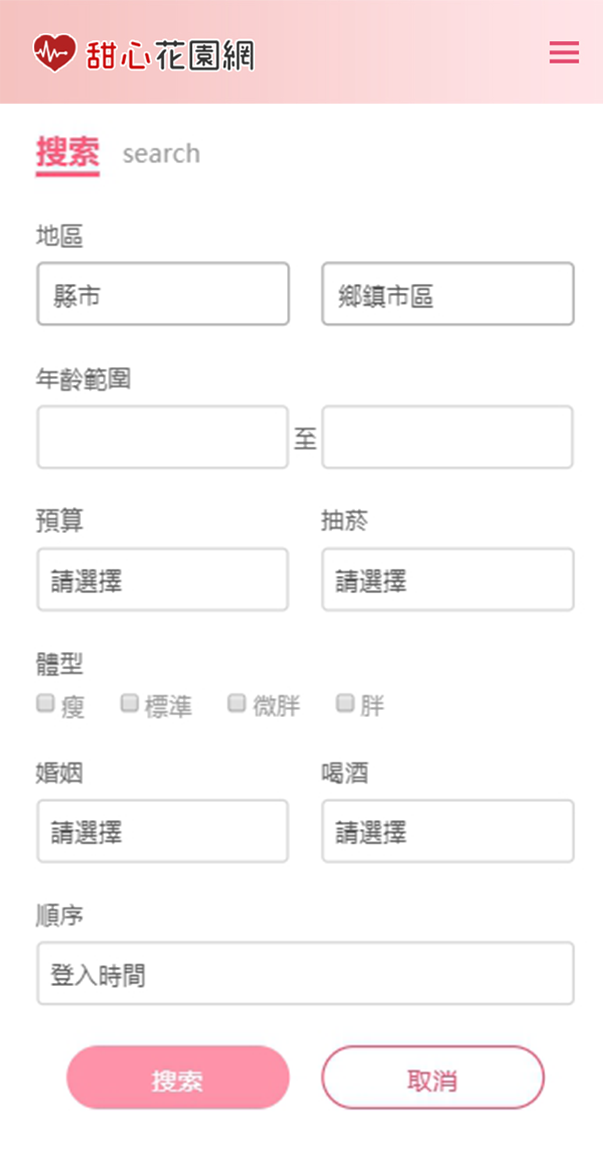 甜心花園網
搜索 search
地區
縣市 鄉鎮市區
年齡範圍
至
預算 抽菸
請選擇 請選擇
體型
瘦 標準 微胖 胖
婚姻 喝酒
請選擇 請選擇
順序
登入時間
搜索 取消